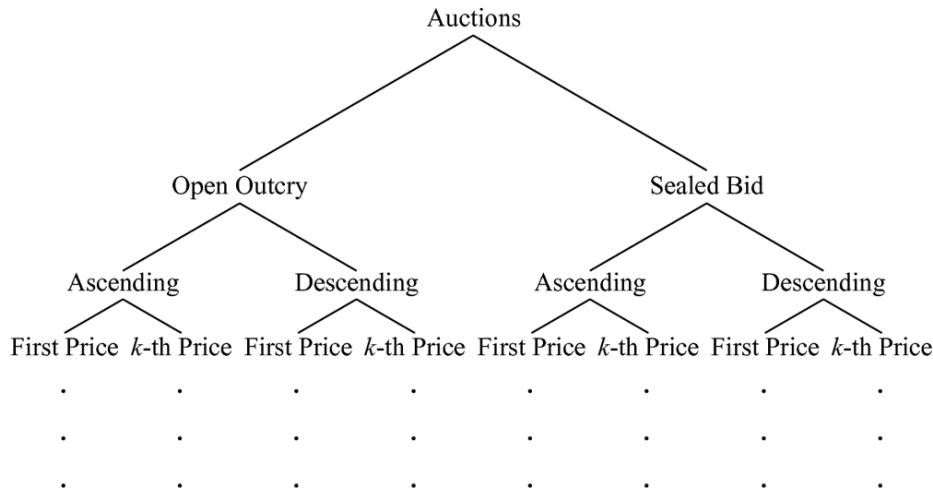 Auctions
Open Outcry Sealed Bid
Ascending Descending Ascending Descending
First Price k-th Price First Price k-th Price First Price k-th Price First Price k-th Price